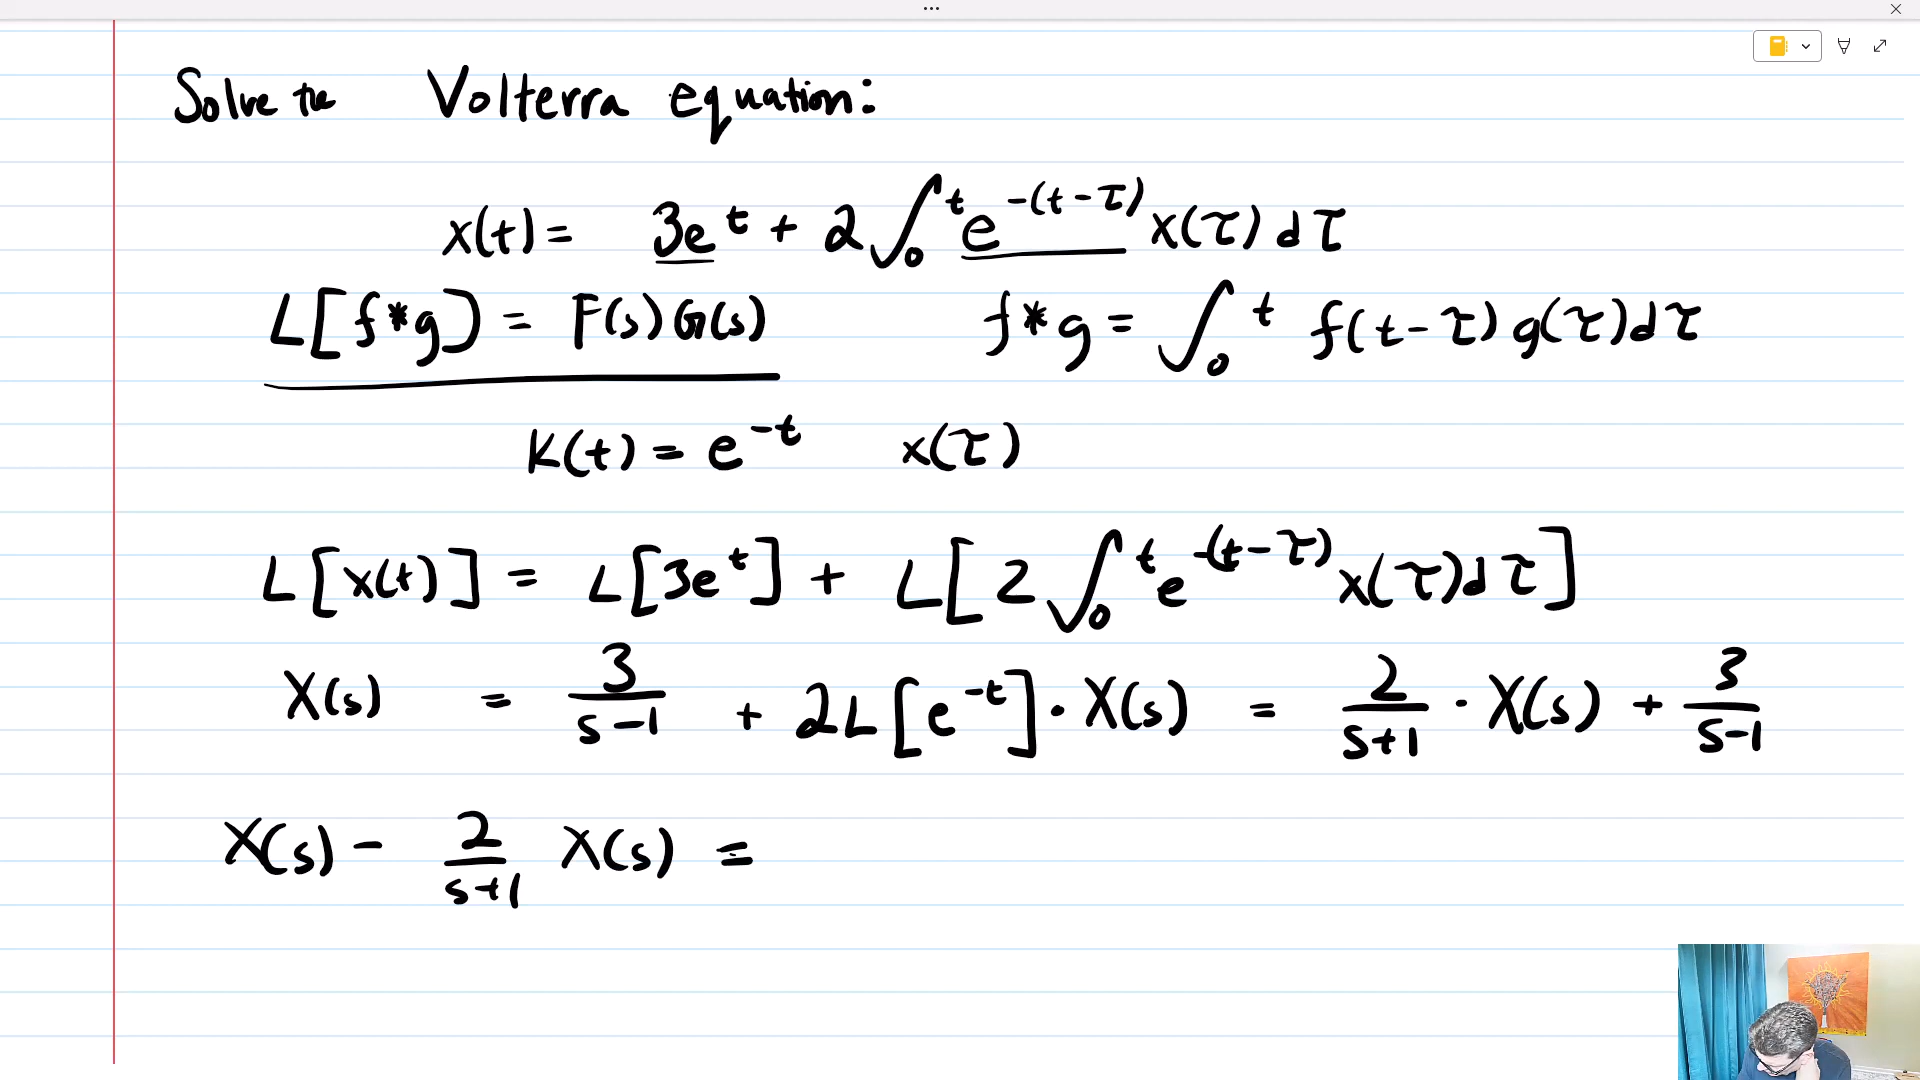 Solve the Volterra equation:
x(t) = 3e^t + 2∫_0^t e^{-(t-τ)} x(τ)dτ
L[f*g] = F(s)G(s) f*g = ∫_0^t f(t-τ)g(τ)dτ
K(t) = e^{-t} x(τ)
L[x(t)] = L[3e^t] + L[2∫_0^t e^{-(t-τ)} x(τ)dτ]
X(s) = 3/(s-1) + 2L[e^{-t}]·X(s) = 2/(s+1) · X(s) + 3/(s-1)
X(s) - 2/(s+1) X(s) =